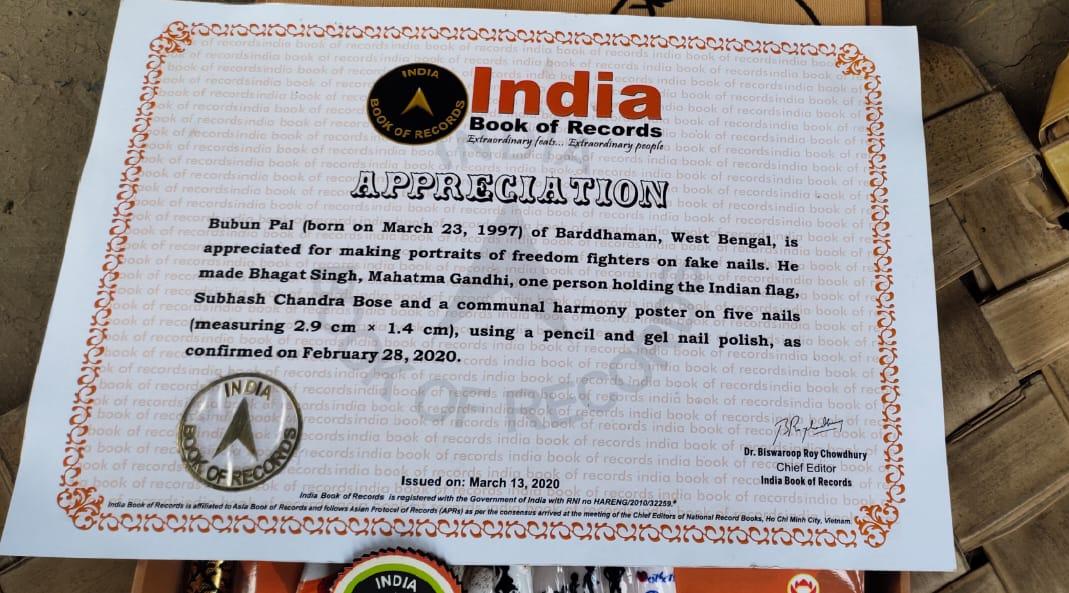 INDIA
BOOK OF RECORDS
India
Book of Records
Extraordinary feats... Extraordinary people
APPRECIATION
Bubun Pal (born on March 23, 1997) of Barddhaman, West Bengal, is
appreciated for making portraits of freedom fighters on fake nails. He
made Bhagat Singh, Mahatma Gandhi, one person holding the Indian flag,
Subhash Chandra Bose and a communal harmony poster on five nails
(measuring 2.9 cm × 1.4 cm), using a pencil and gel nail polish, as
confirmed on February 28, 2020.
INDIA
BOOK OF RECORDS
INDIA
BOOK OF RECORDS
Dr. Biswaroop Roy Chowdhury
Chief Editor
India Book of Records
Issued on: March 13, 2020
India Book of Records is registered with the Government of India with RNI no HARENG/2010/32259.
India Book of Records is affiliated to Asia Book of Records and follows Asian Protocol of Records (APRs) as per the consensus arrived at the meeting of the Chief Editors of National Record Books, Ho Chi Minh City, Vietnam.
INDIA